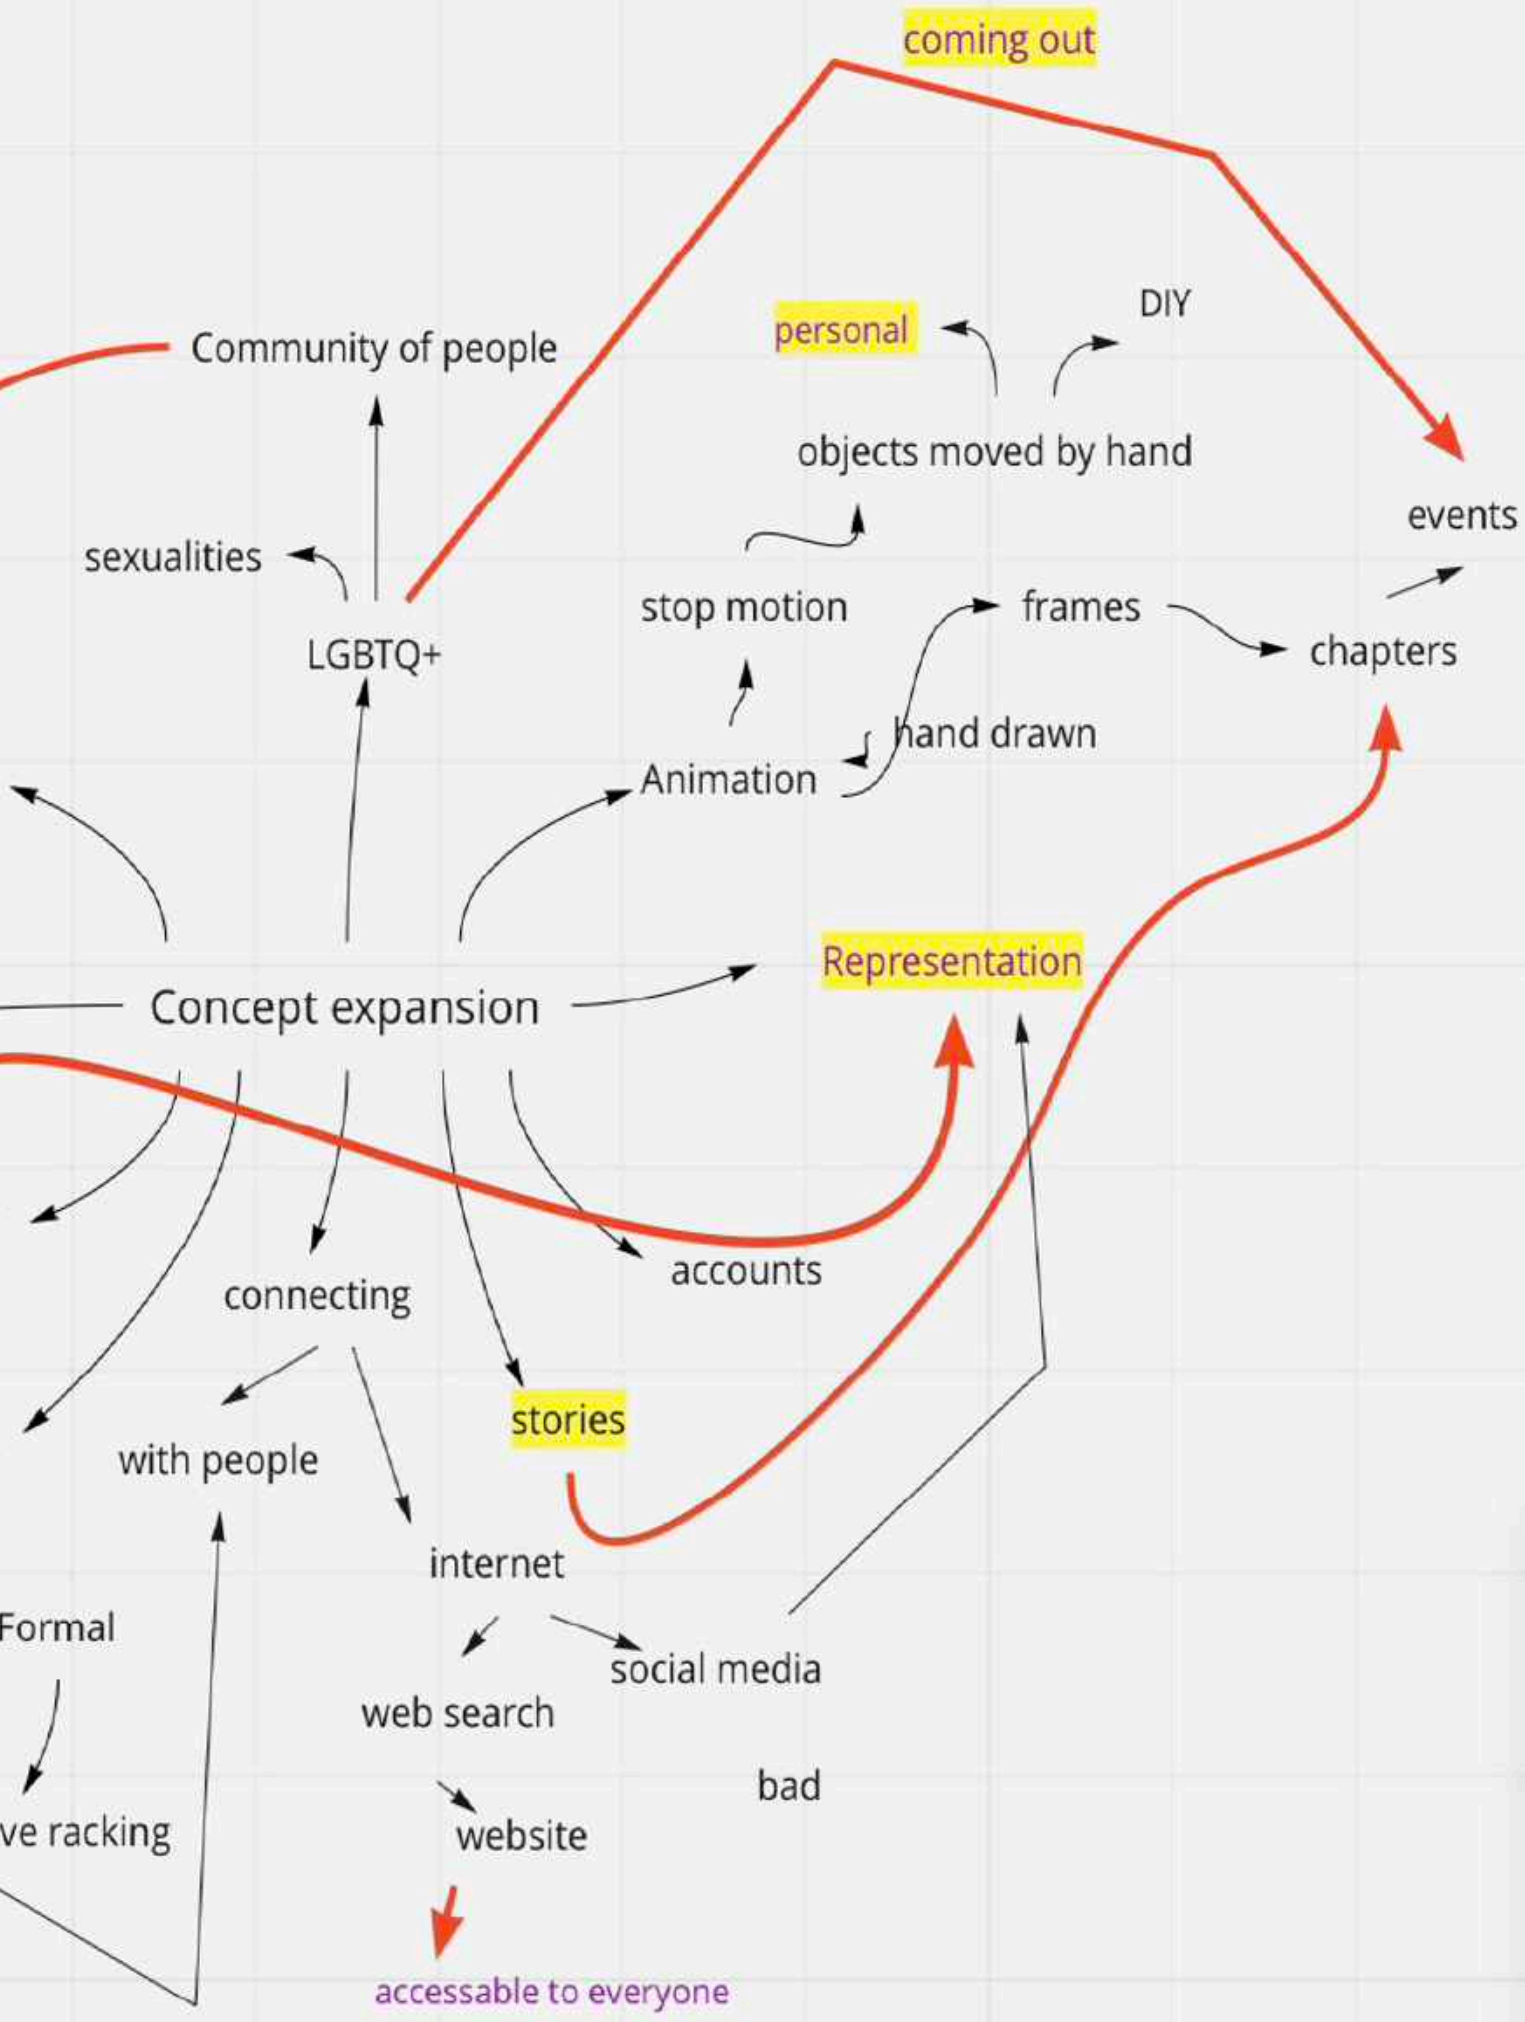 coming out
DIY
personal
Community of people
objects moved by hand
events
sexualities
stop motion
frames
LGBTQ+
chapters
hand drawn
Animation
Representation
Concept expansion
accounts
connecting
stories
with people
internet
Formal
social media
web search
bad
ve racking
website
accessable to everyone